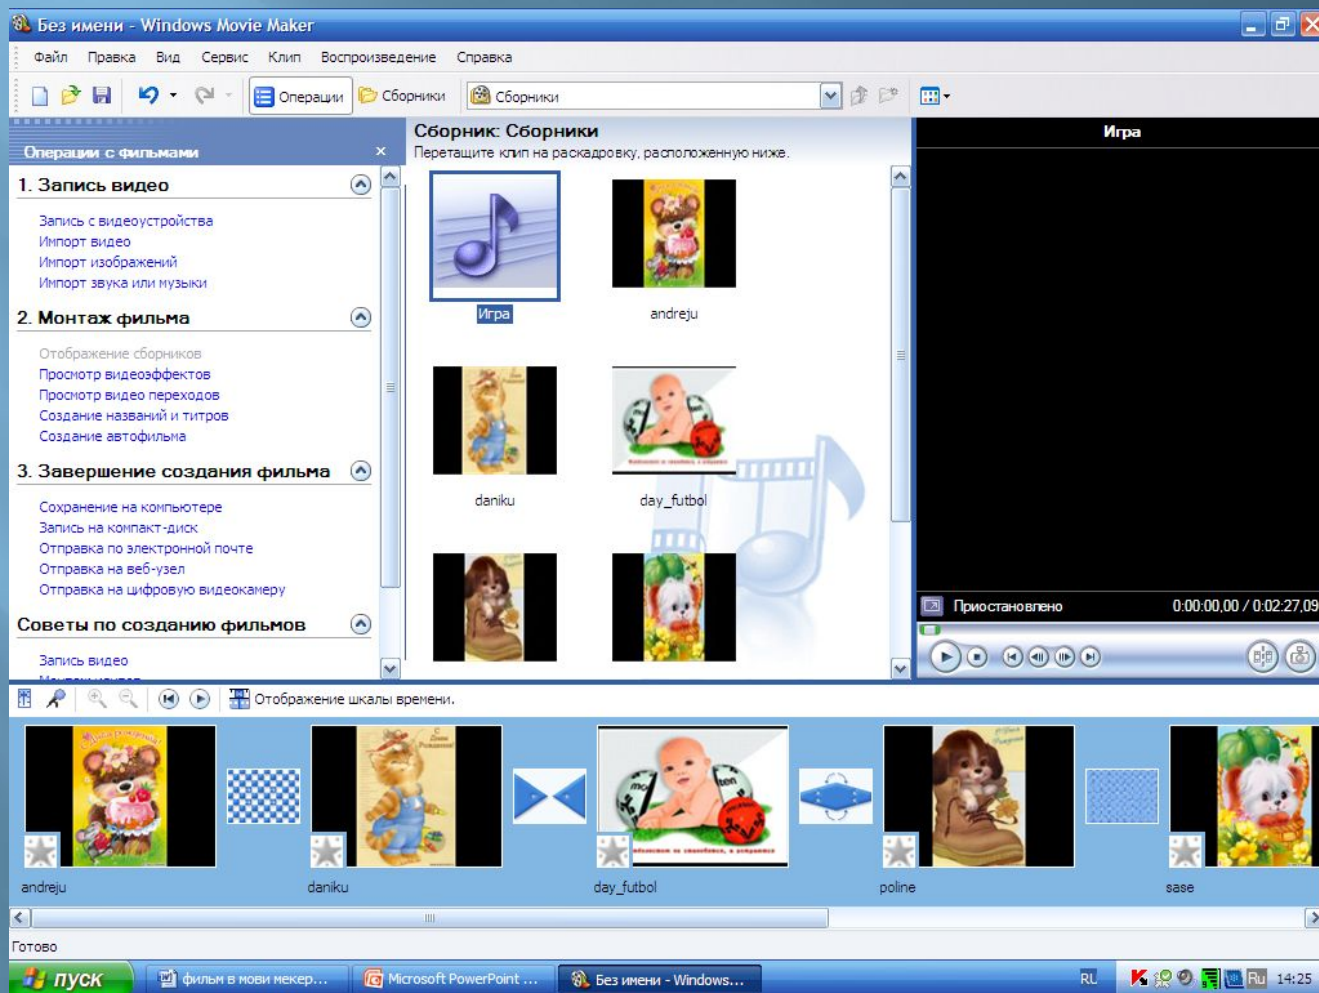 Без имени - Windows Movie Maker
Файл Правка Вид Сервис Клип Воспроизведение Справка
Операции Сборники Сборники
Операции с фильмами
1. Запись видео
Запись с видеоустройства
Импорт видео
Импорт изображений
Импорт звука или музыки
2. Монтаж фильма
Отображение сборников
Просмотр видеоэффектов
Просмотр видео переходов
Создание названий и титров
Создание автофильма
3. Завершение создания фильма
Сохранение на компьютере
Запись на компакт-диск
Отправка по электронной почте
Отправка на веб-узел
Отправка на цифровую видеокамеру
Советы по созданию фильмов
Запись видео
Сборник: Сборники
Перетащите клип на раскадровку, расположенную ниже.
Игра
andreju
daniku
day_futbol
Игра
Приостановлено 0:00:00,00 / 0:02:27,09
Отображение шкалы времени.
С Днем рождения!
С Днем Рождения!
ten
andreju
daniku
day_futbol
poline
sase
Готово
пуск
фильм в мови мекер...
Microsoft PowerPoint ...
Без имени - Windows...
RL
Ru
14:25